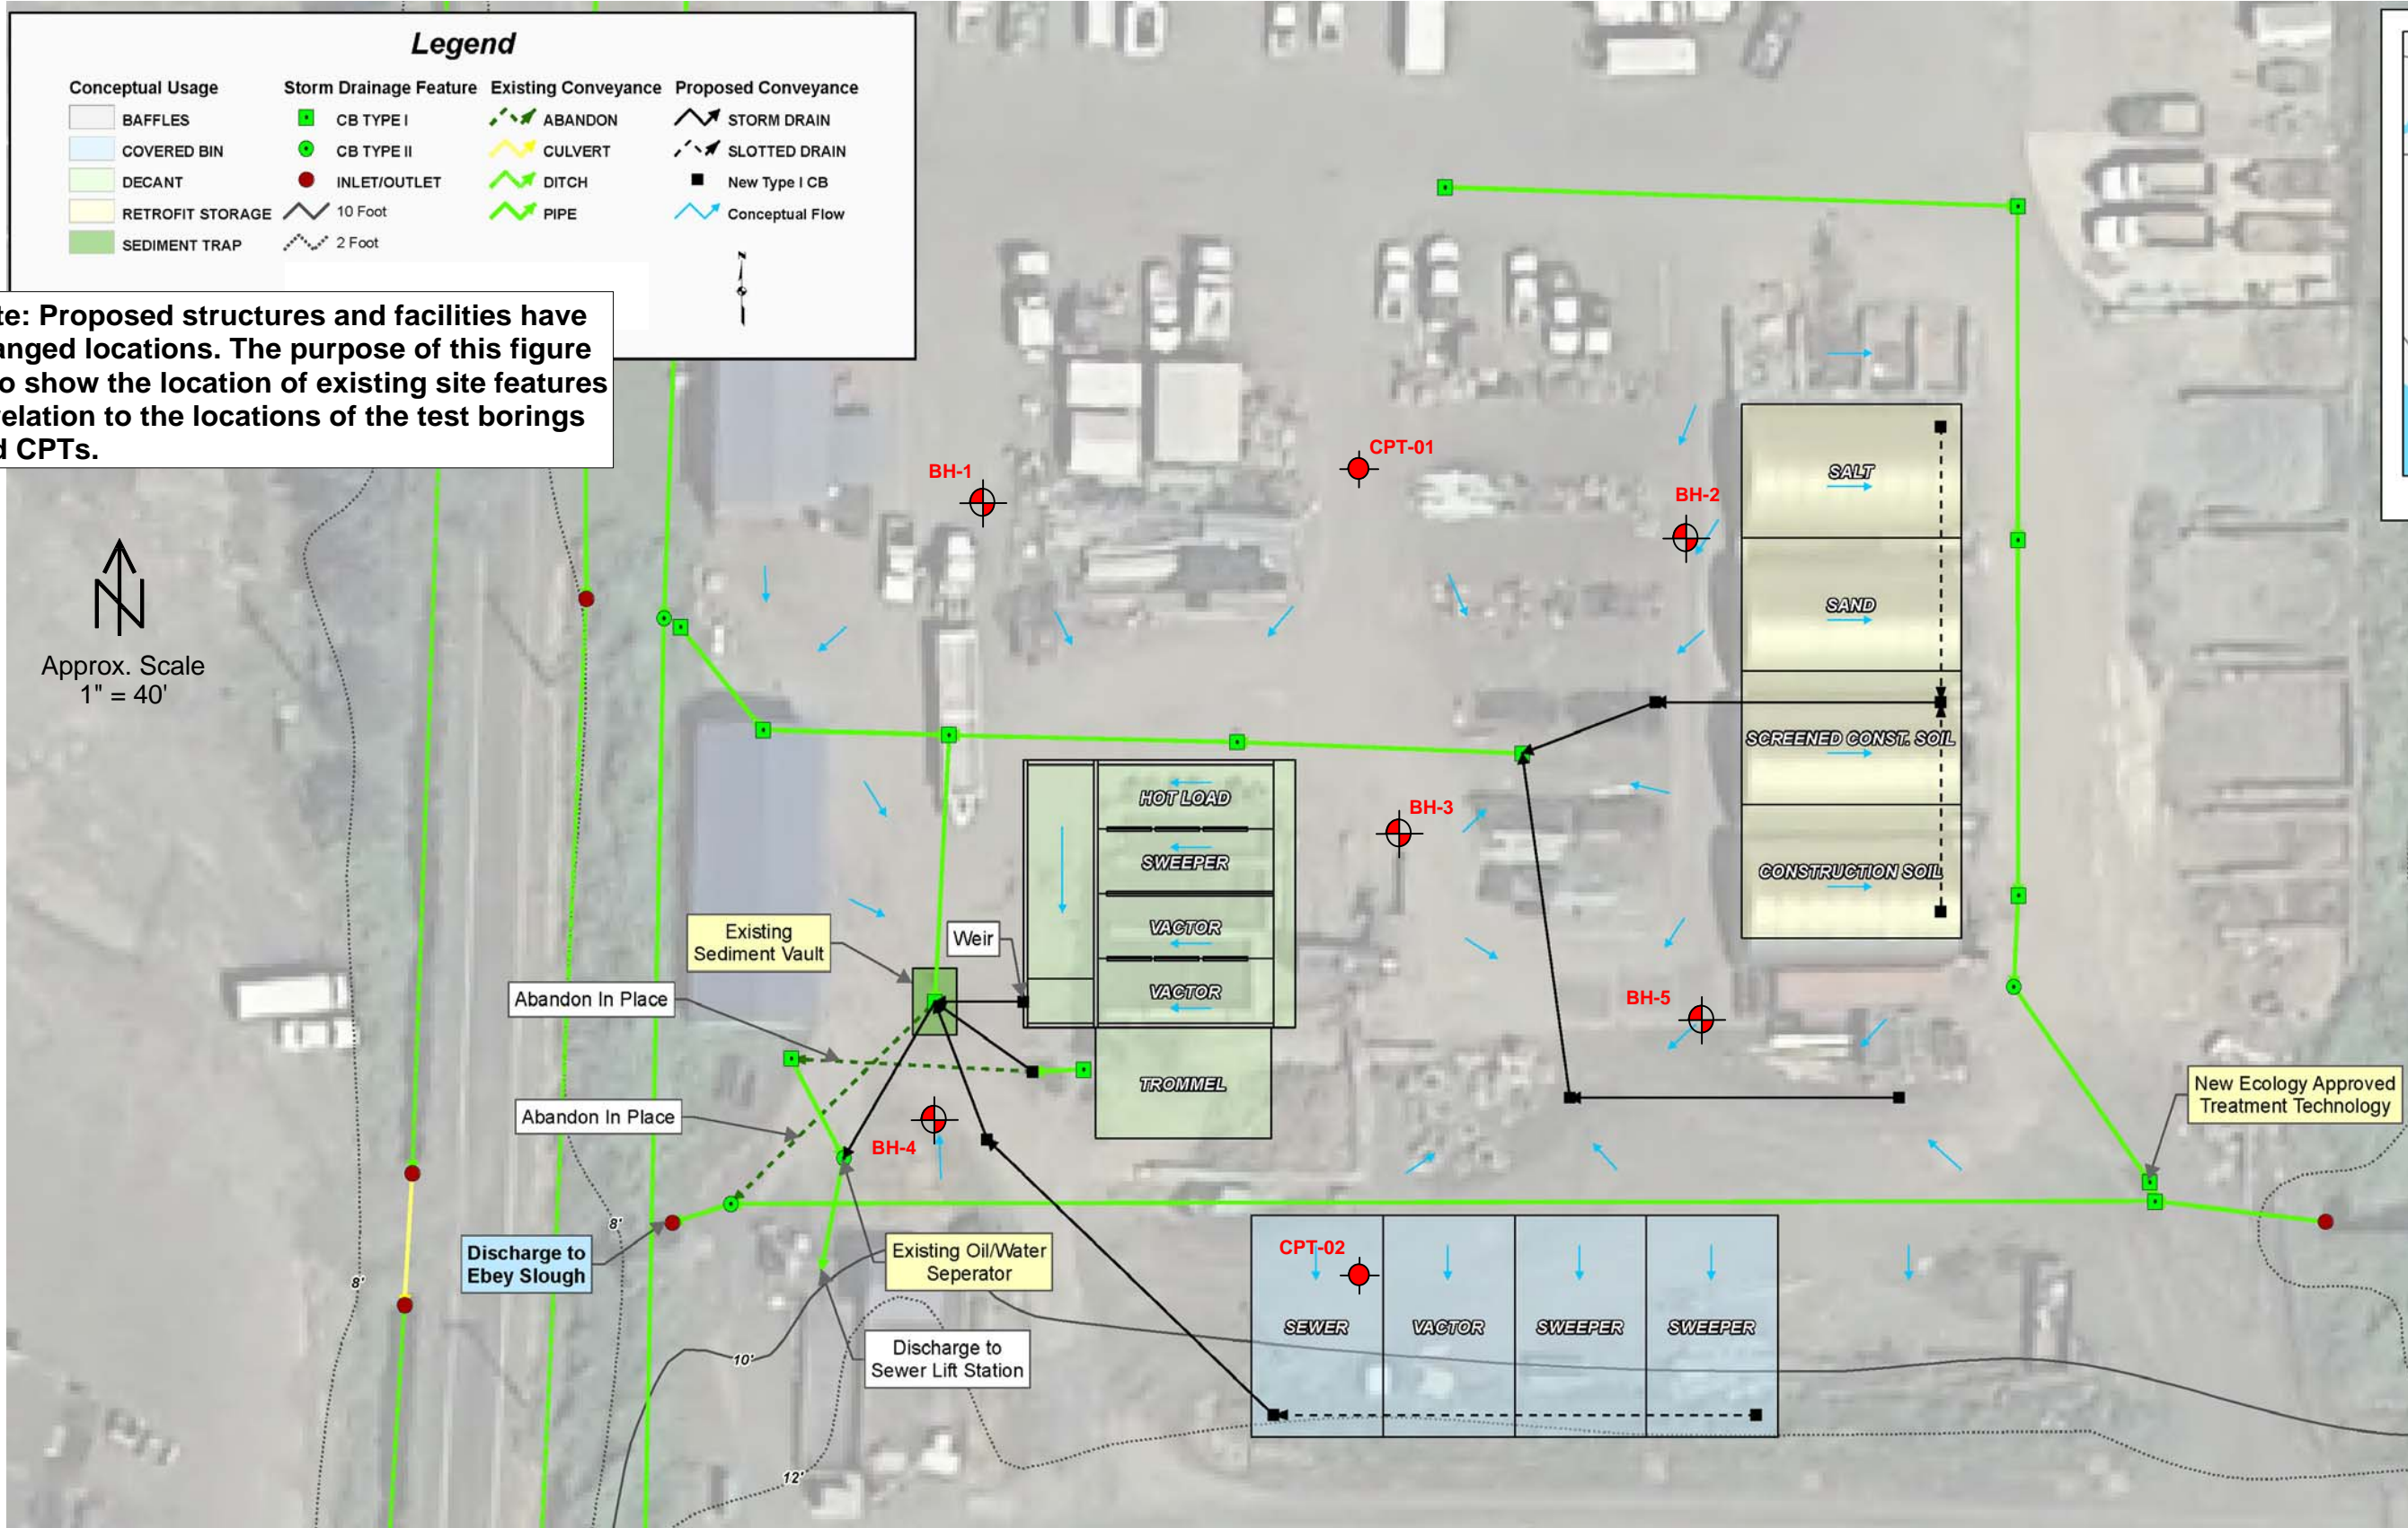 Legend
Conceptual Usage
BAFFLES
COVERED BIN
DECANT
RETROFIT STORAGE
SEDIMENT TRAP
Storm Drainage Feature
CB TYPE I
CB TYPE II
INLET/OUTLET
10 Foot
2 Foot
Existing Conveyance
ABANDON
CULVERT
DITCH
PIPE
Proposed Conveyance
STORM DRAIN
SLOTTED DRAIN
New Type I CB
Conceptual Flow
N
te: Proposed structures and facilities have
anged locations. The purpose of this figure
o show the location of existing site features
relation to the locations of the test borings
d CPTs.
N
Approx. Scale
1" = 40'
BH-1
CPT-01
BH-2
SALT
SAND
SCREENED CONST. SOIL
CONSTRUCTION SOIL
HOT LOAD
SWEEPER
VACTOR
VACTOR
TROMMEL
BH-3
Existing
Sediment Vault
Weir
Abandon In Place
Abandon In Place
BH-4
BH-5
New Ecology Approved
Treatment Technology
Discharge to
Ebey Slough
Existing Oil/Water
Seperator
Discharge to
Sewer Lift Station
CPT-02
SEWER
VACTOR
SWEEPER
SWEEPER
8'
8'
10'
12'